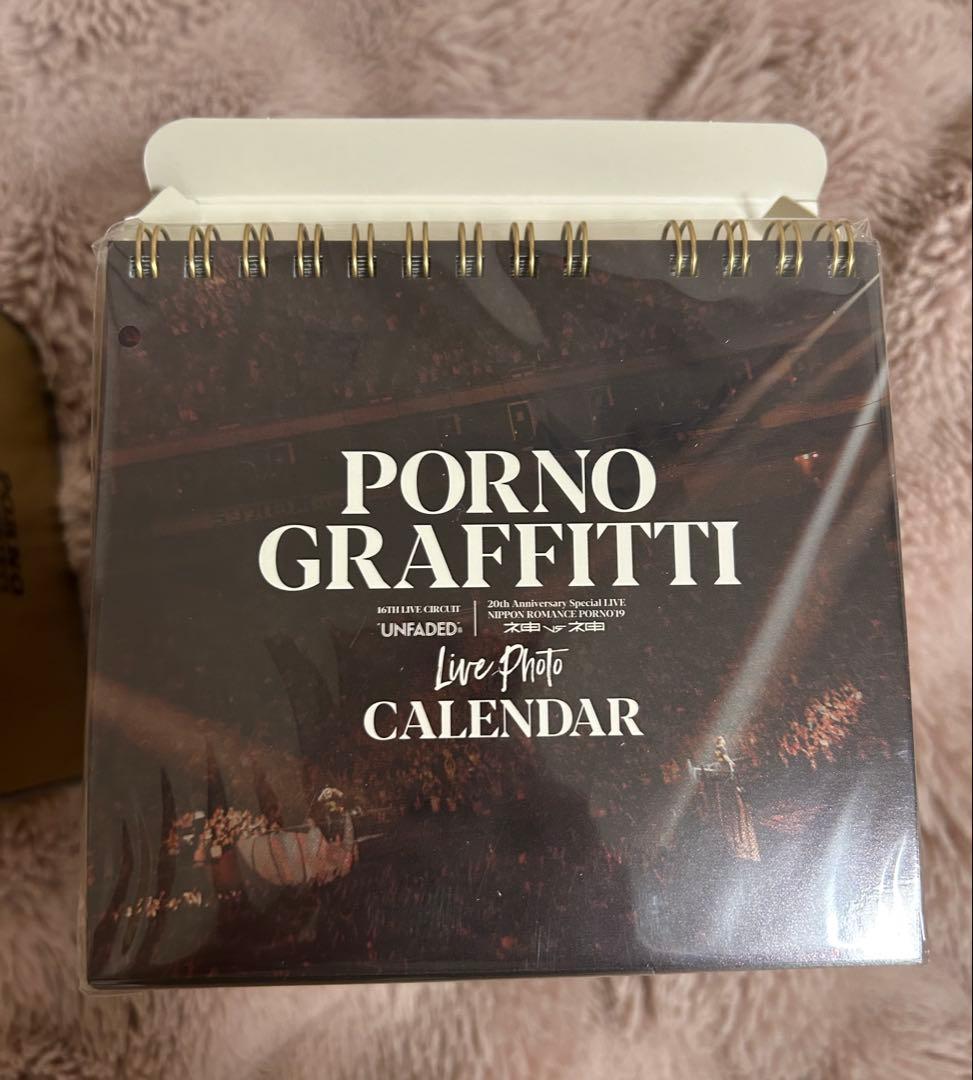 PORNO
GRAFFITTI
16TH LIVE CIRCUIT
"UNFADED"
20th Anniversary Special LIVE
NIPPON ROMANCE PORNO'19
神 vs 神
Live Photo
CALENDAR